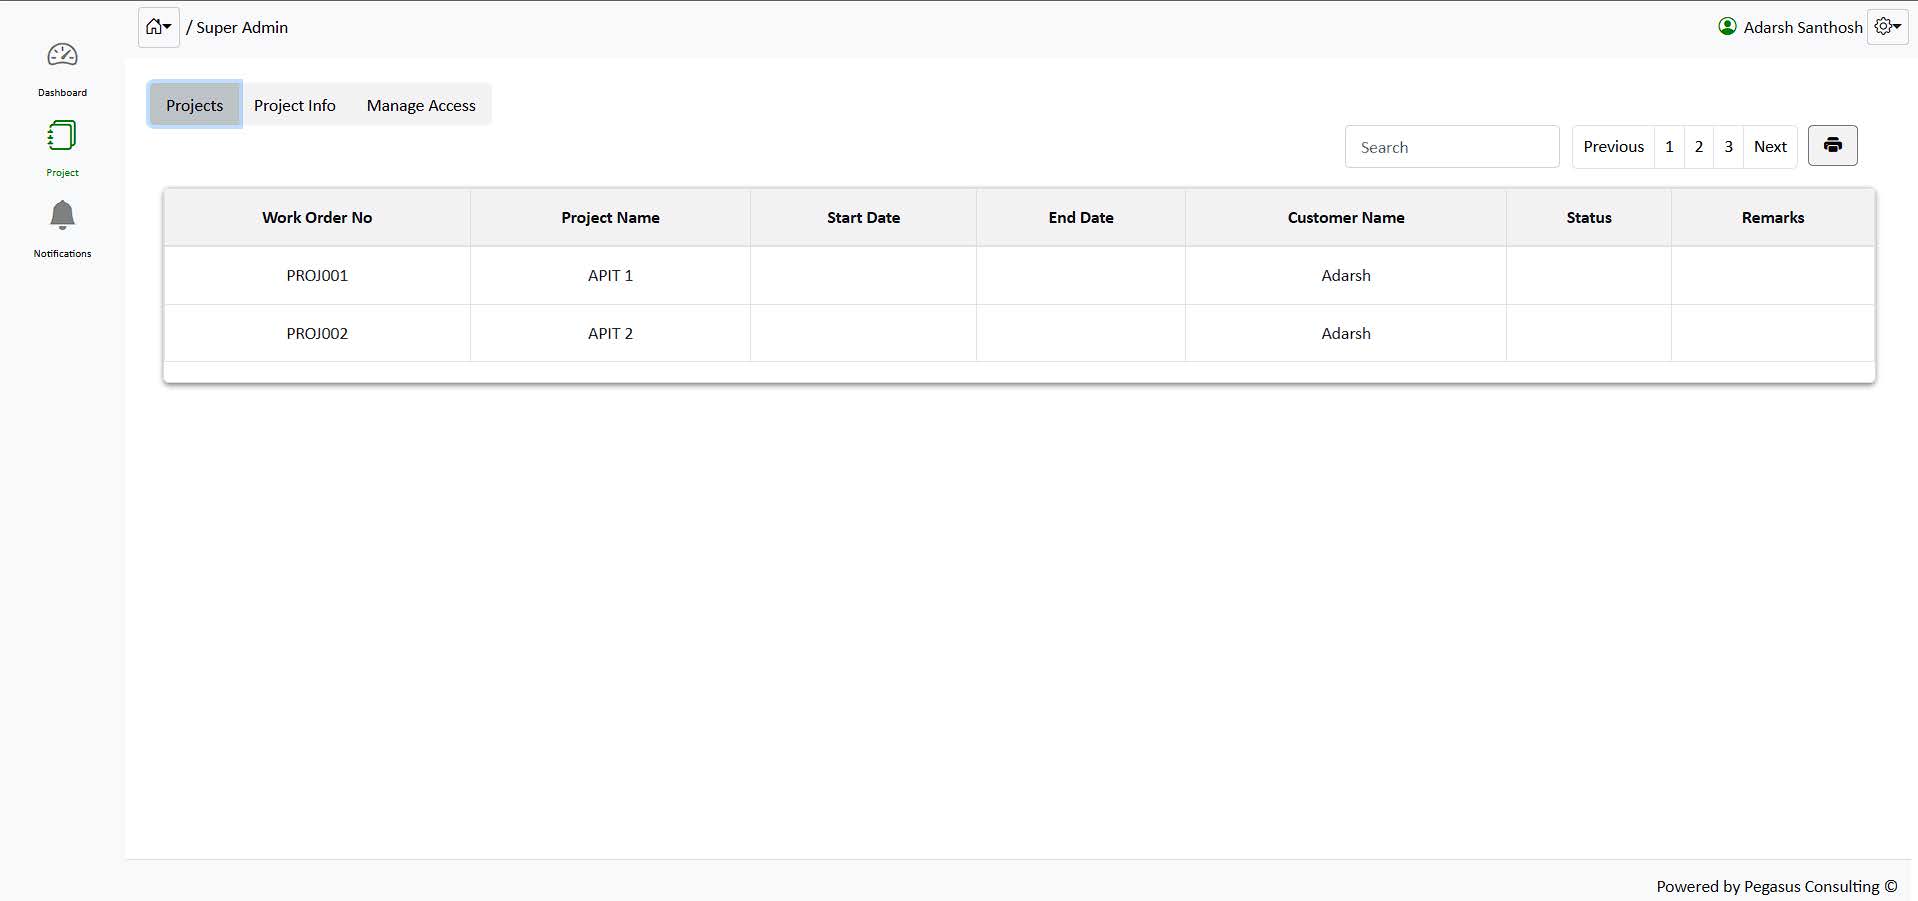 / Super Admin
Adarsh Santhosh
Dashboard
Project
Notifications
Projects Project Info Manage Access
Search Previous 1 2 3 Next
Work Order No Project Name Start Date End Date Customer Name Status Remarks
PROJ001 APIT 1 Adarsh
PROJ002 APIT 2 Adarsh
Powered by Pegasus Consulting ©